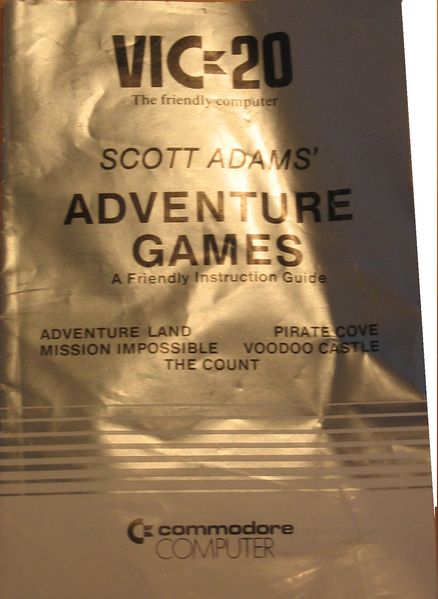 VIC-20
The friendly computer
SCOTT ADAMS'
ADVENTURE
GAMES
A Friendly Instruction Guide
ADVENTURE LAND PIRATE COVE
MISSION IMPOSSIBLE VOODOO CASTLE
THE COUNT
commodore
COMPUTER